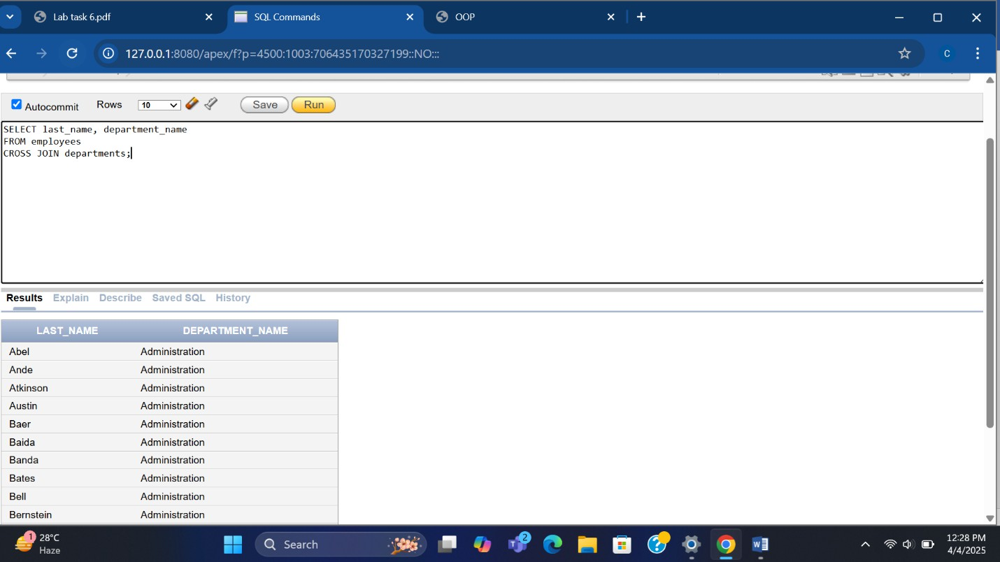 Lab task 6.pdf
SQL Commands
OOP
127.0.0.1:8080/apex/f?p=4500:1003:706435170327199::NO:::
C
Autocommit Rows 10 Save Run
SELECT last_name, department_name
FROM employees
CROSS JOIN departments;
Results Explain Describe Saved SQL History
LAST_NAME DEPARTMENT_NAME
Abel Administration
Ande Administration
Atkinson Administration
Austin Administration
Baer Administration
Baida Administration
Banda Administration
Bates Administration
Bell Administration
Bernstein Administration
1
28°C
Haze
Search
2
12:28 PM
4/4/2025